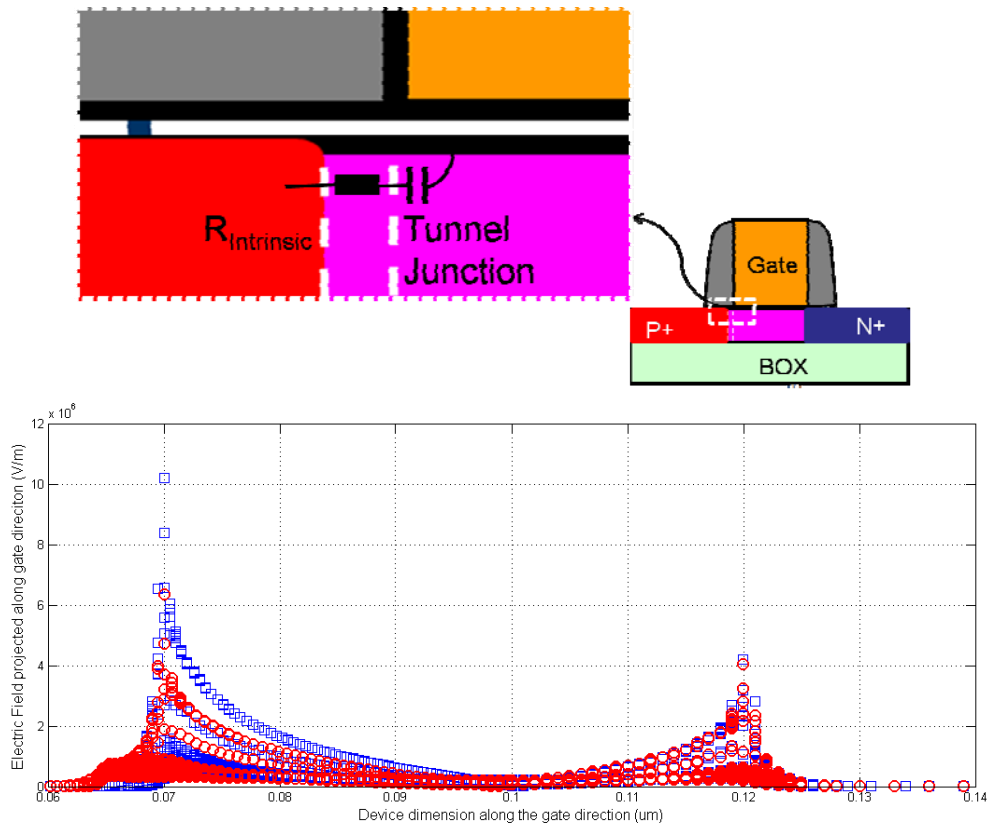 R Intrinsic
Tunnel
Junction
Gate
P+
N+
BOX
x 10^6
Electric Field projected along gate direciton (V/m)
12
10
8
6
4
2
0
0.06
0.07
0.08
0.09
0.1
0.11
0.12
0.13
0.14
Device dimension along the gate direction (um)